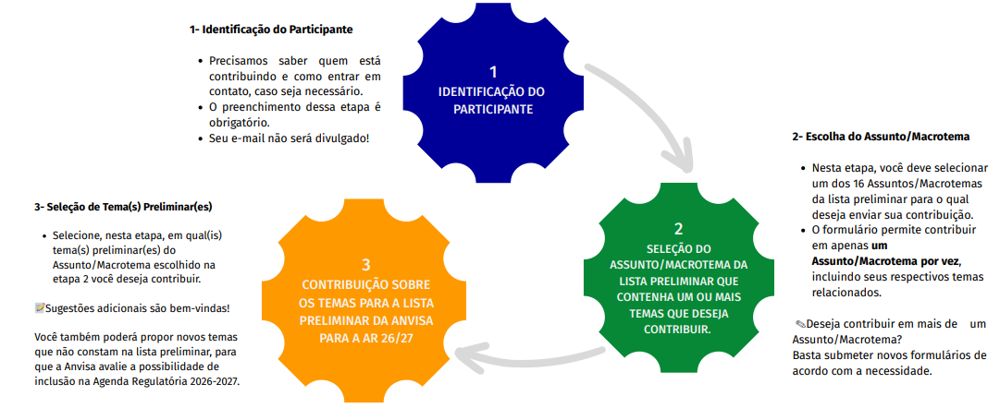 1- Identificação do Participante
Precisamos saber quem está
contribuindo e como entrar em
contato, caso seja necessário.
O preenchimento dessa etapa é
obrigatório.
Seu e-mail não será divulgado!
1
IDENTIFICAÇÃO DO
PARTICIPANTE
2- Escolha do Assunto/Macrotema
Nesta etapa, você deve selecionar
um dos 16 Assuntos/Macrotemas
da lista preliminar para o qual
deseja enviar sua contribuição.
O formulário permite contribuir
em apenas um
Assunto/Macrotema por vez,
incluindo seus respectivos temas
relacionados.
Deseja contribuir em mais de um
Assunto/Macrotema?
Basta submeter novos formulários de
acordo com a necessidade.
2
SELEÇÃO DO
ASSUNTO/MACROTEMA DA
LISTA PRELIMINAR QUE
CONTENHA UM OU MAIS
TEMAS QUE DESEJA
CONTRIBUIR.
3- Seleção de Tema(s) Preliminar(es)
Selecione, nesta etapa, em qual(is)
tema(s) preliminar(es) do
Assunto/Macrotema escolhido na
etapa 2 você deseja contribuir.
Sugestões adicionais são bem-vindas!
Você também poderá propor novos temas
que não constam na lista preliminar, para
que a Anvisa avalie a possibilidade de
inclusão na Agenda Regulatória 2026-2027.
3
CONTRIBUIÇÃO SOBRE
OS TEMAS PARA A LISTA
PRELIMINAR DA ANVISA
PARA A AR 26/27